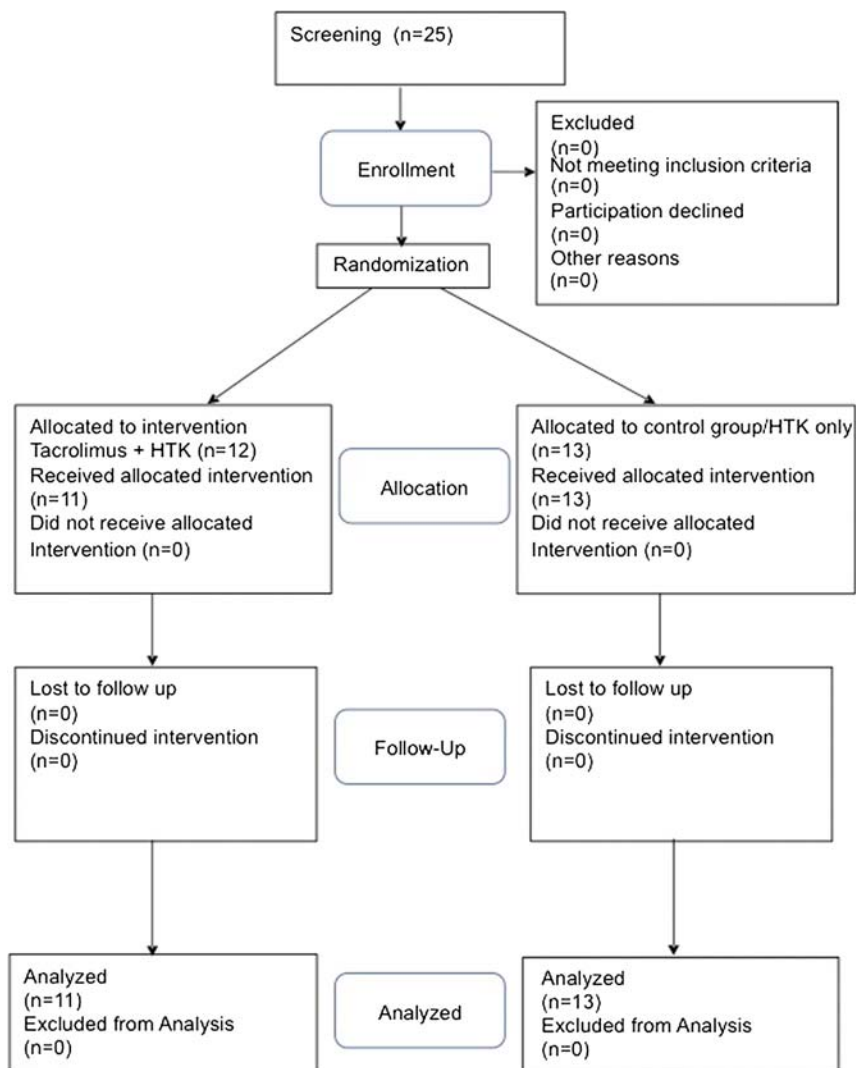 Screening (n=25)
Enrollment
Excluded
(n=0)
Not meeting inclusion criteria
(n=0)
Participation declined
(n=0)
Other reasons
(n=0)
Randomization
Allocated to intervention
Tacrolimus + HTK (n=12)
Received allocated intervention
(n=11)
Did not receive allocated
Intervention (n=0)
Allocation
Allocated to control group/HTK only
(n=13)
Received allocated intervention
(n=13)
Did not receive allocated
Intervention (n=0)
Lost to follow up
(n=0)
Discontinued intervention
(n=0)
Follow-Up
Lost to follow up
(n=0)
Discontinued intervention
(n=0)
Analyzed
(n=11)
Excluded from Analysis
(n=0)
Analyzed
Analyzed
(n=13)
Excluded from Analysis
(n=0)